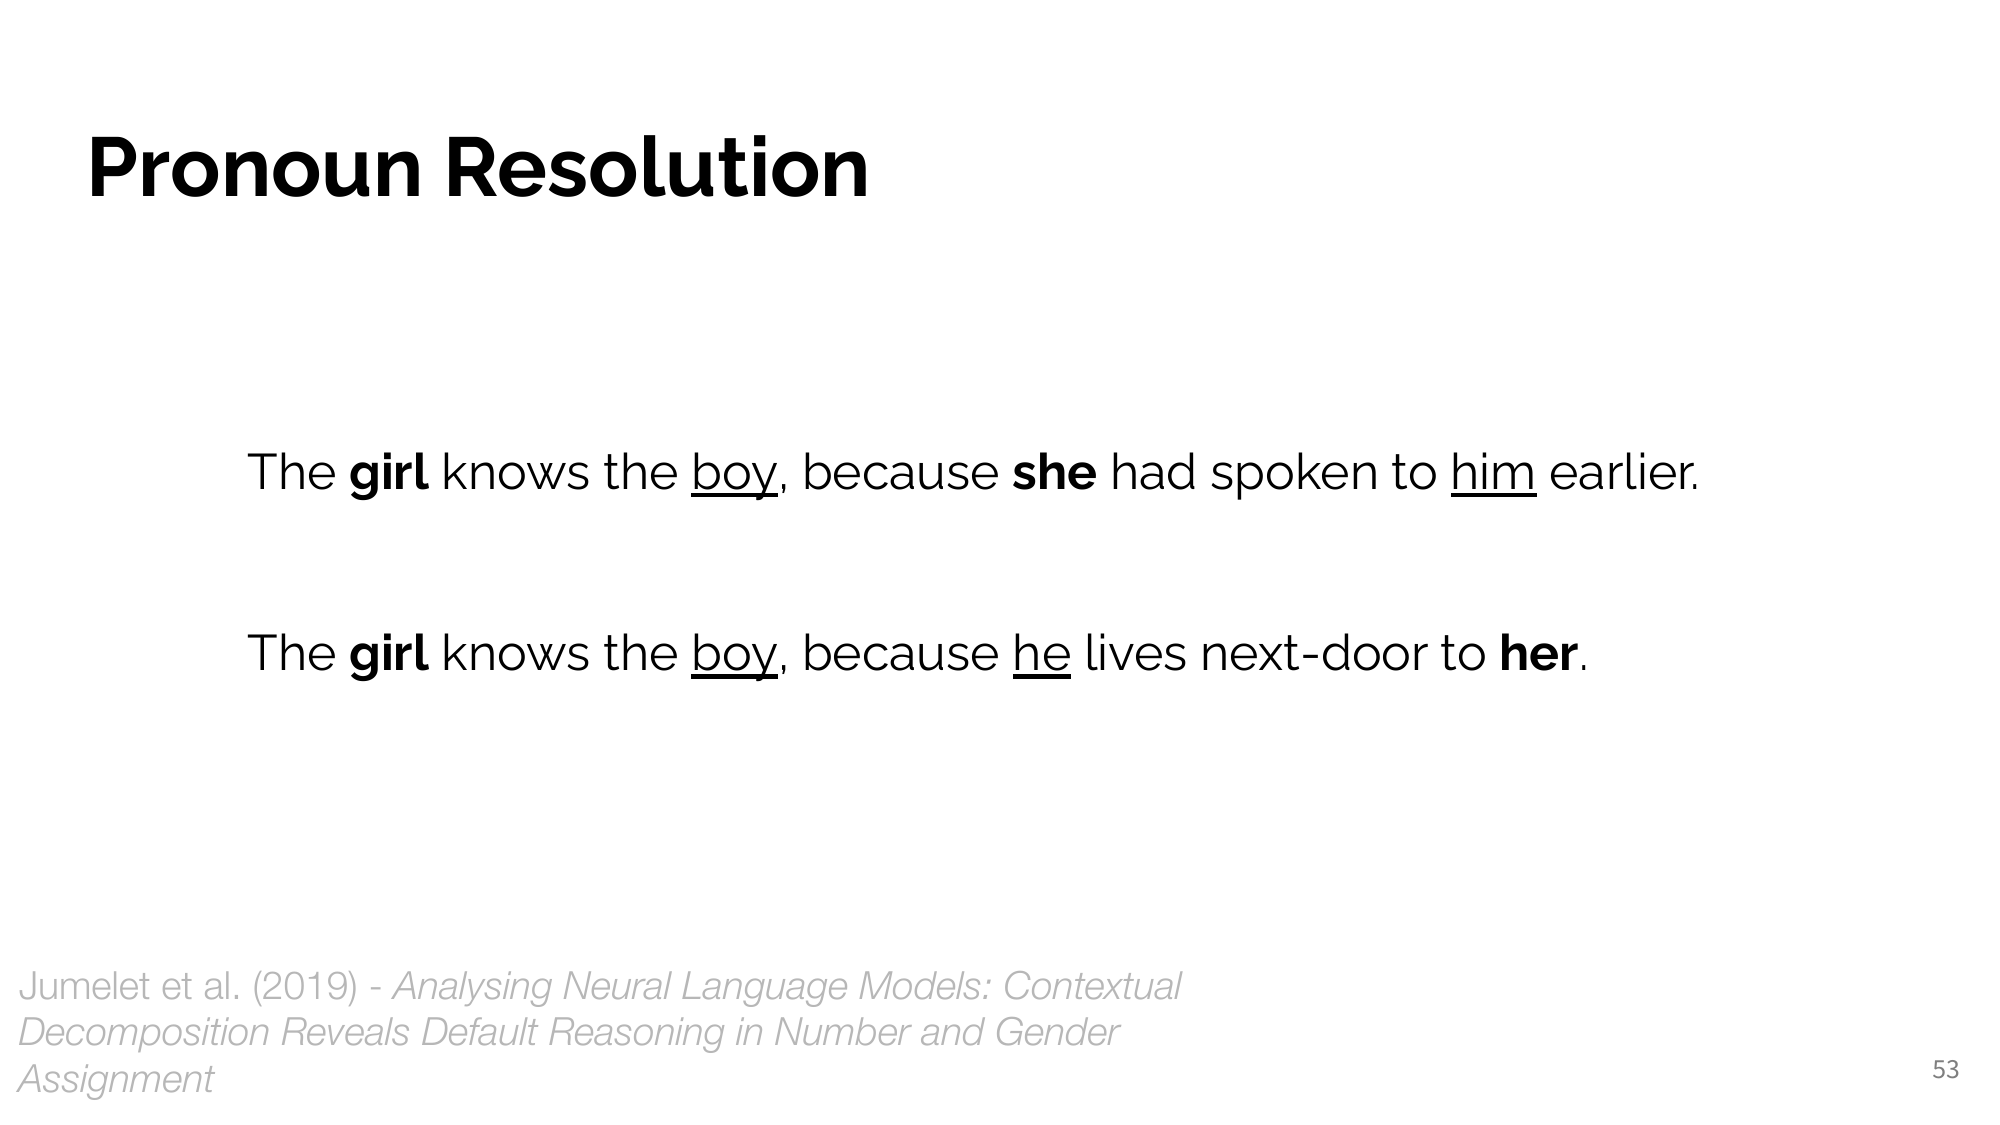 Pronoun Resolution
The girl knows the boy, because she had spoken to him earlier.
The girl knows the boy, because he lives next-door to her.
Jumelet et al. (2019) - Analysing Neural Language Models: Contextual
Decomposition Reveals Default Reasoning in Number and Gender
Assignment
53